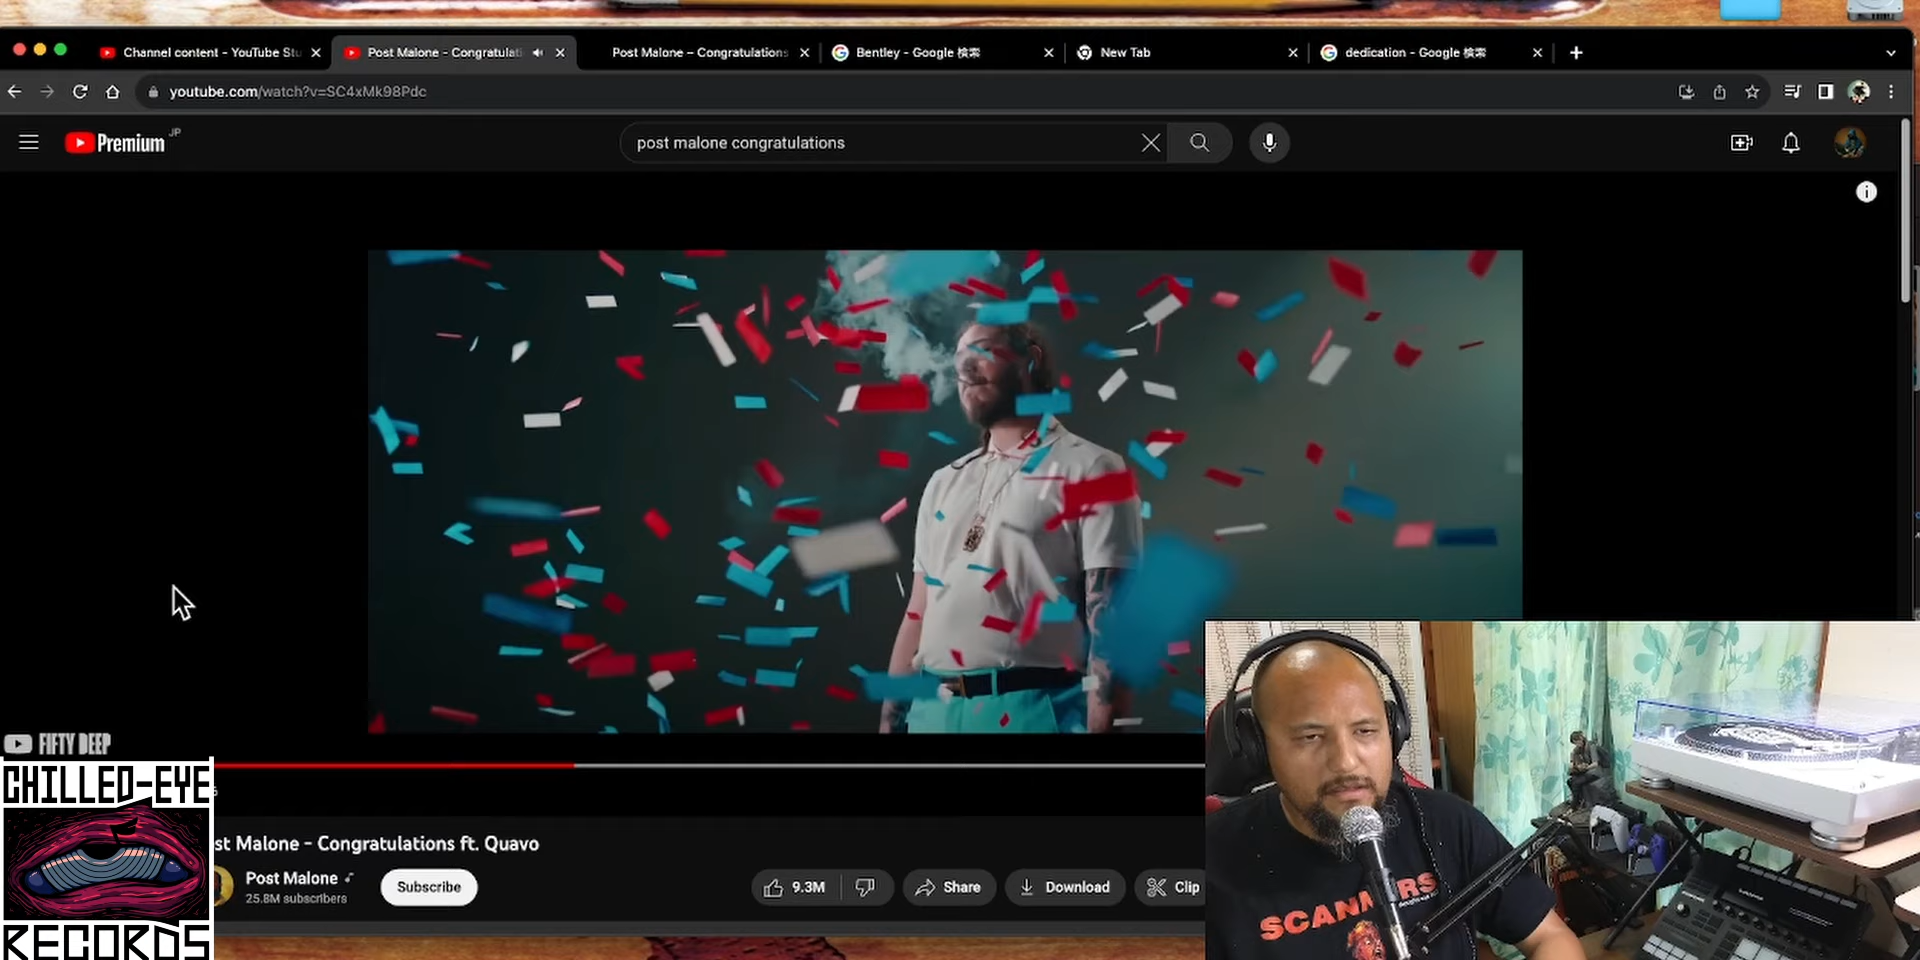 Channel content - YouTube Stu
Post Malone - Congratulati
Post Malone – Congratulations
Bentley - Google 検索
New Tab
dedication - Google 検索
youtube.com/watch?v=SC4xMk98Pdc
Premium JP
post malone congratulations
FIFTY DEEP
CHILLED-EYE
RECORDS
st Malone - Congratulations ft. Quavo
Post Malone
25.8M subscribers
Subscribe
9.3M
Share
Download
Clip
SCANNERS